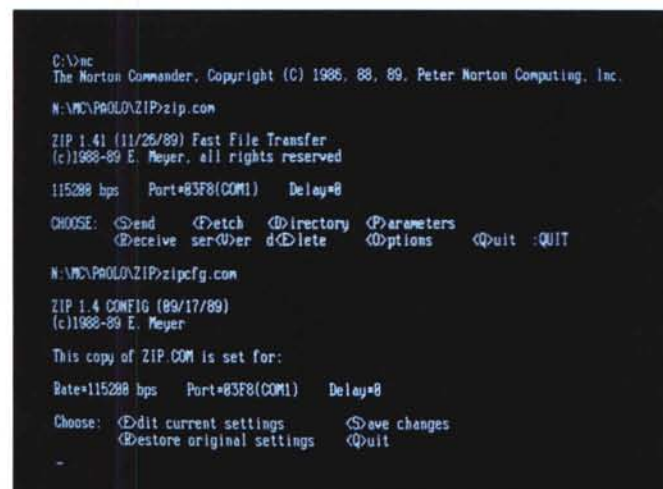 C:\>nc
The Norton Commander, Copyright (C) 1986, 88, 89, Peter Norton Computing, Inc.
N:\MC\PAOLO\ZIP>zip.com
ZIP 1.41 (11/26/89) Fast File Transfer
(c)1988-89 E. Meyer, all rights reserved
115200 bps Port=03F8(COM1) Delay=0
CHOOSE: <S>end <F>etch <D>irectory <P>arameters
<R>eceive ser<V>er d<E>lete <O>ptions <Q>uit :QUIT
N:\MC\PAOLO\ZIP>zipcfg.com
ZIP 1.4 CONFIG (09/17/89)
(c)1988-89 E. Meyer
This copy of ZIP.COM is set for:
Rate=115200 bps Port=03F8(COM1) Delay=0
Choose: <E>dit current settings <S>ave changes
<R>estore original settings <Q>uit
_